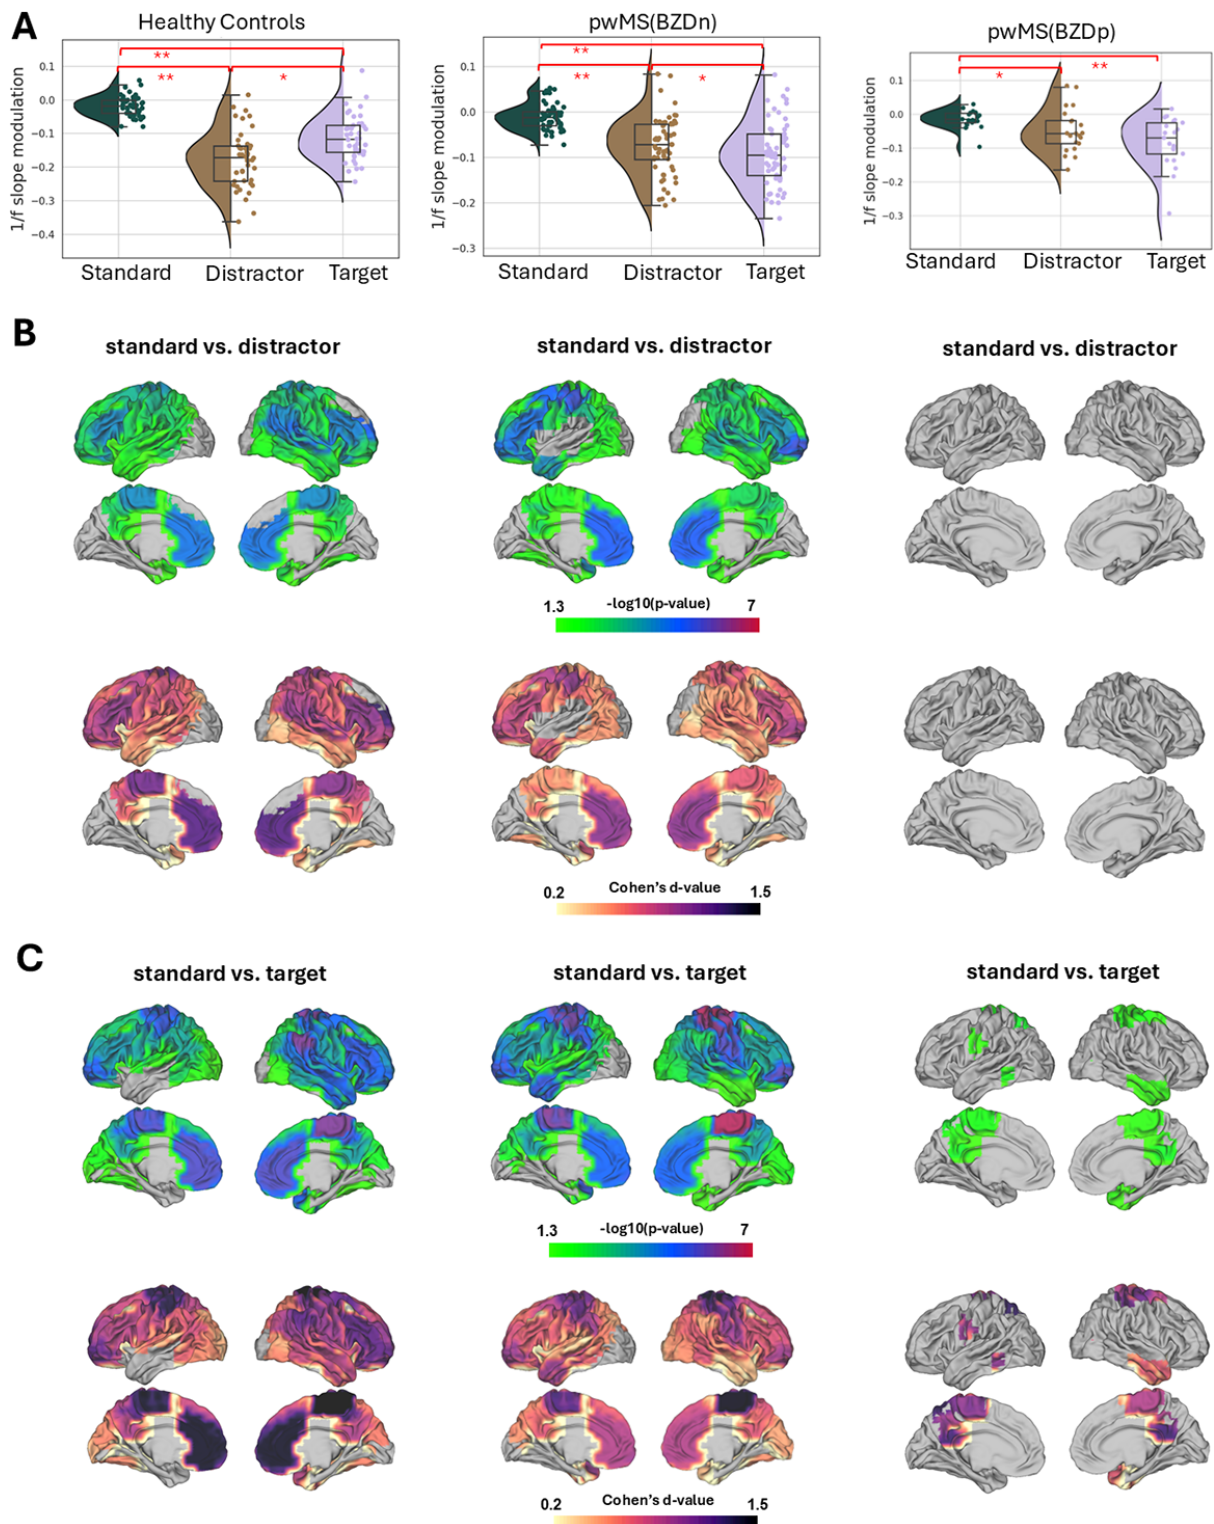 A
Healthy Controls
pwMS(BZDn)
pwMS(BZDp)
1/f slope modulation
0.1
0.0
−0.1
−0.2
−0.3
−0.4
** ** *
Standard Distractor Target
1/f slope modulation
0.1
0.0
−0.1
−0.2
−0.3
** ** *
Standard Distractor Target
1/f slope modulation
0.1
0.0
−0.1
−0.2
−0.3
* **
Standard Distractor Target
B
standard vs. distractor
standard vs. distractor
standard vs. distractor
1.3 -log10(p-value) 7
0.2 Cohen's d-value 1.5
C
standard vs. target
standard vs. target
standard vs. target
1.3 -log10(p-value) 7
0.2 Cohen's d-value 1.5